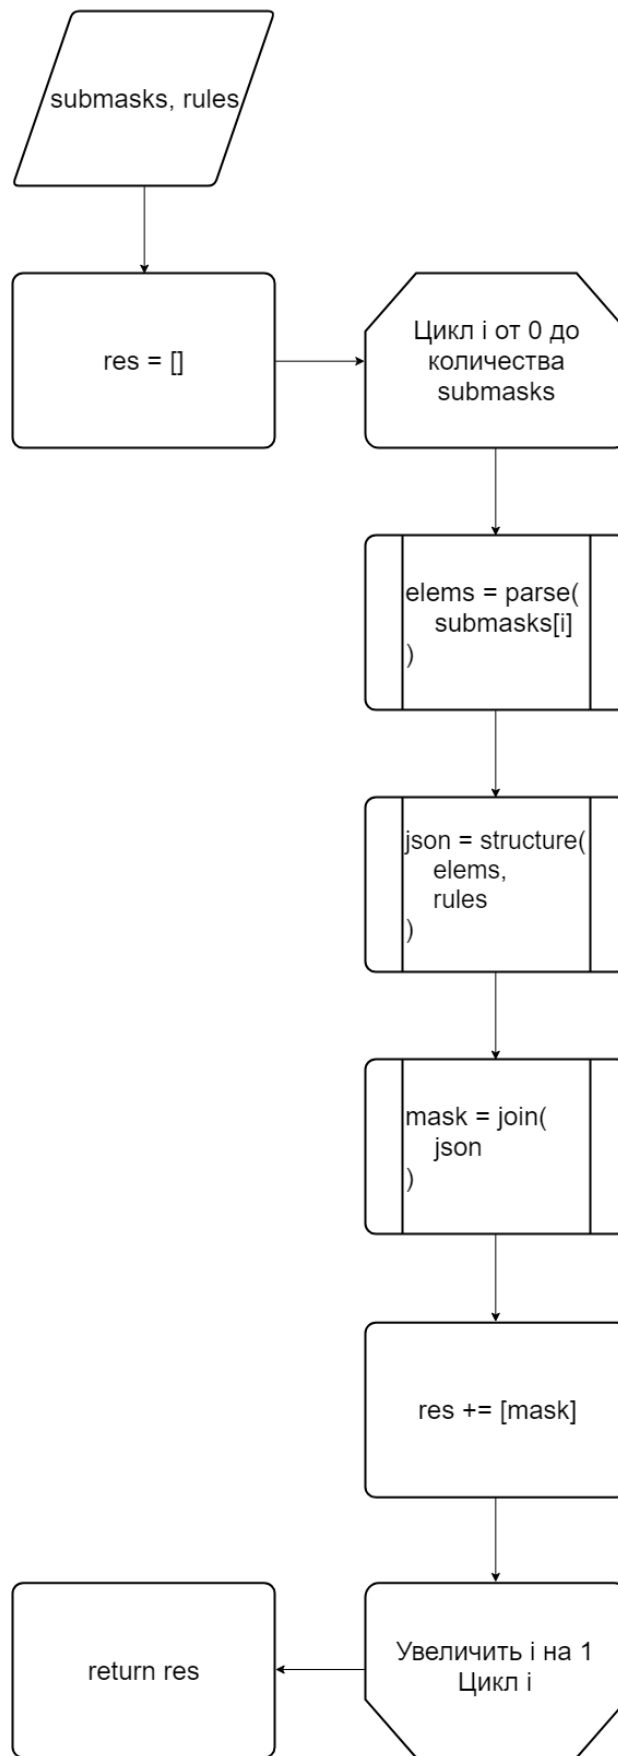 submasks, rules
res = []
Цикл i от 0 до
количества
submasks
elems = parse(
submasks[i]
)
json = structure(
elems,
rules
)
mask = join(
json
)
res += [mask]
Увеличить i на 1
Цикл i
return res